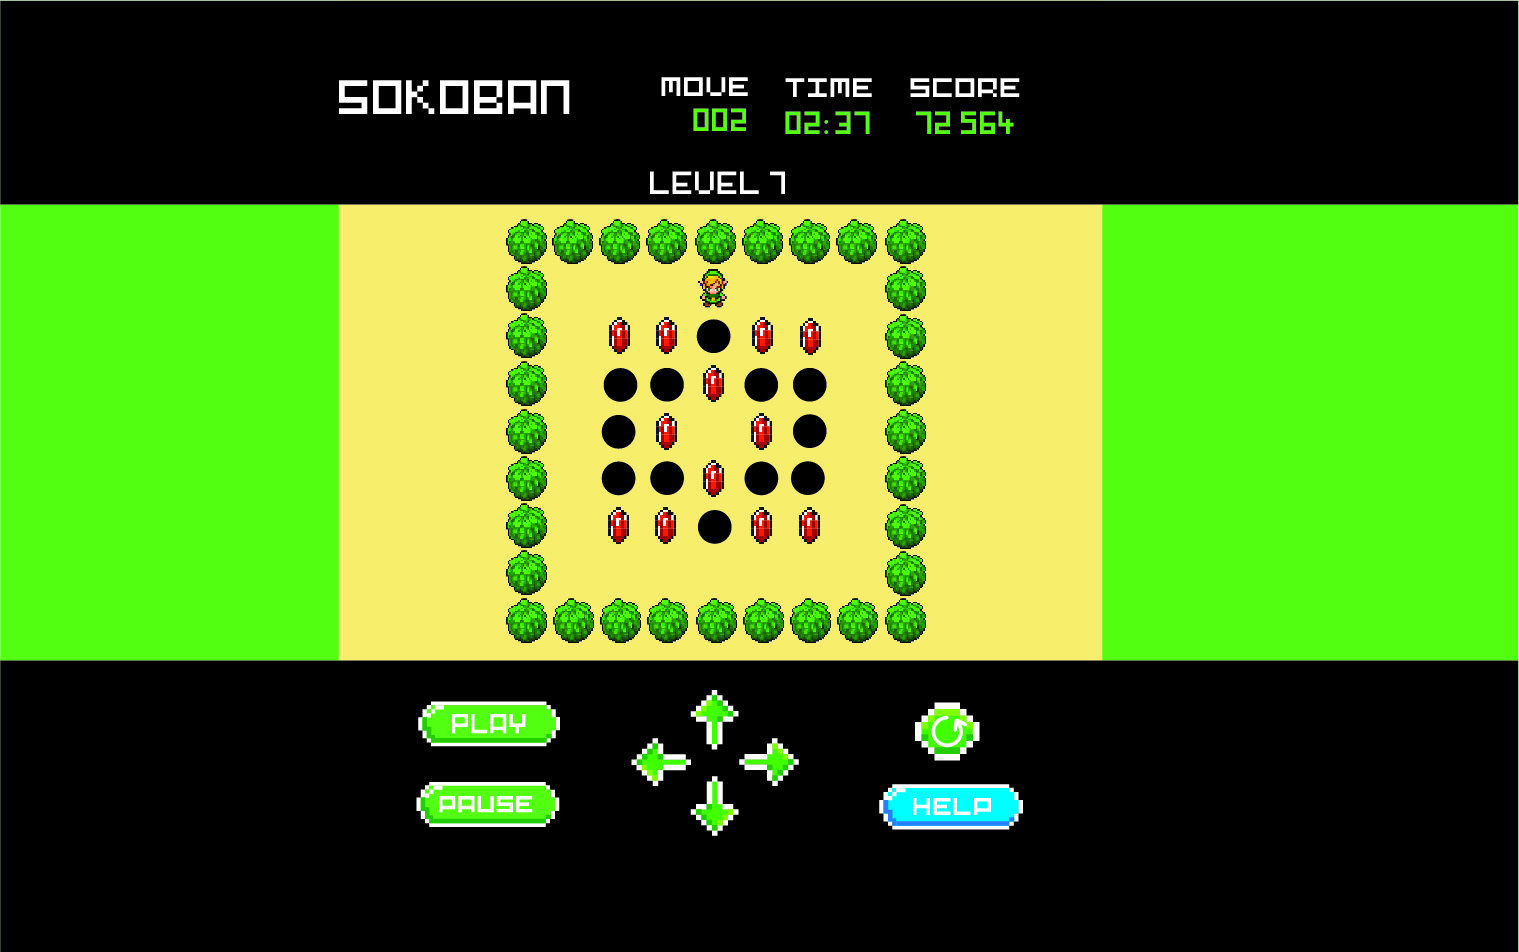 SOKOBAN
MOVE TIME SCORE
002 02:37 72 564
LEVEL 7
PLAY
PAUSE
HELP